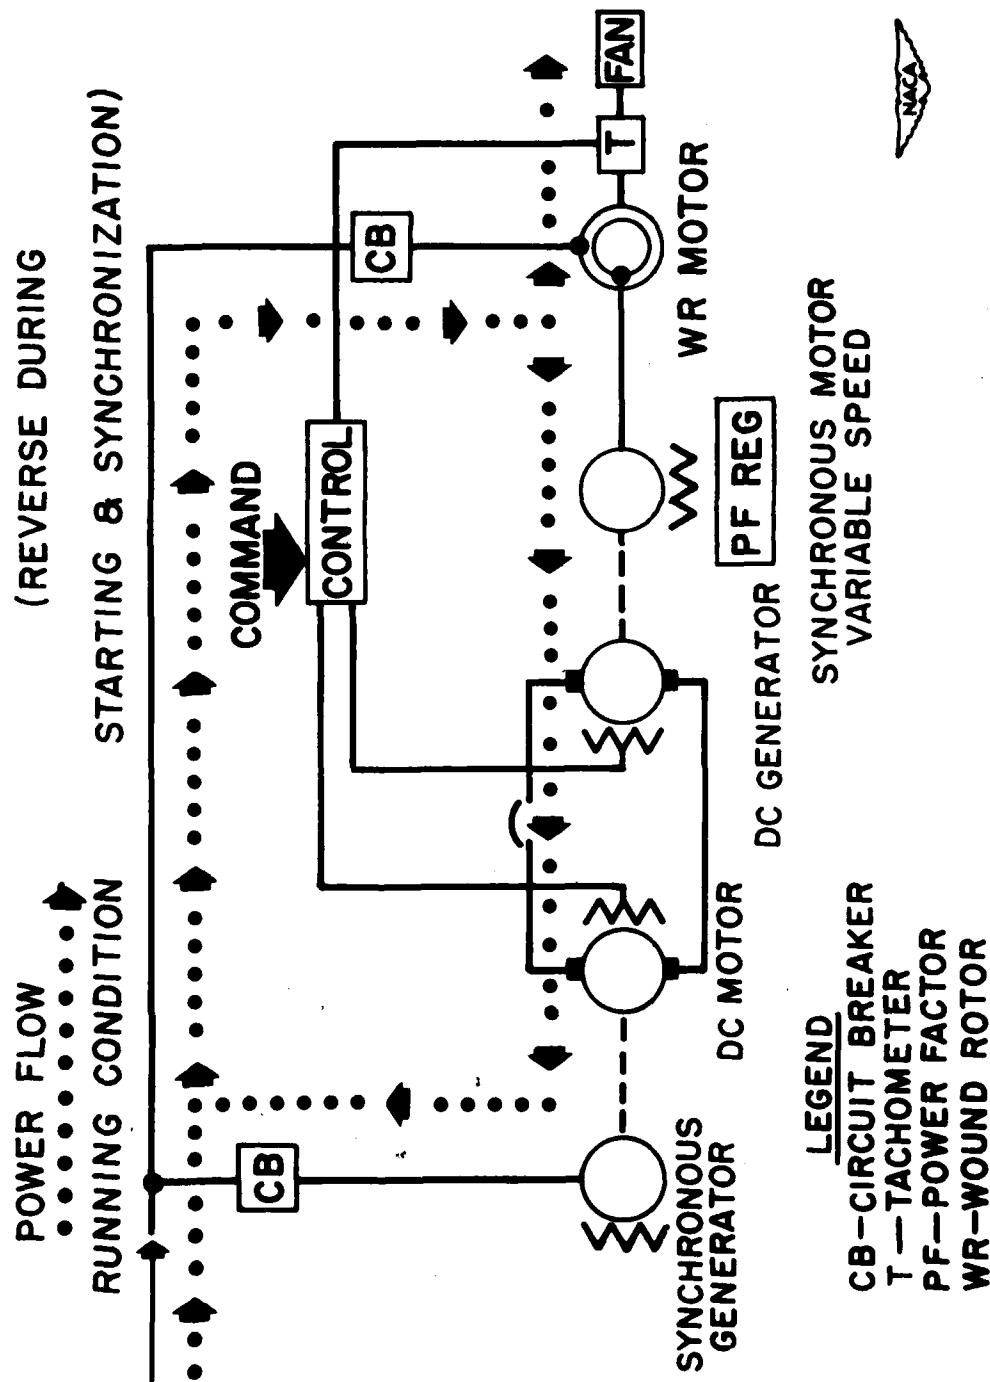 POWER FLOW
RUNNING CONDITION
(REVERSE DURING
STARTING & SYNCHRONIZATION)
COMMAND
CONTROL
CB
CB
T
FAN
WR MOTOR
PF REG
SYNCHRONOUS MOTOR
VARIABLE SPEED
DC GENERATOR
DC MOTOR
SYNCHRONOUS
GENERATOR
LEGEND
CB—CIRCUIT BREAKER
T—TACHOMETER
PF—POWER FACTOR
WR—WOUND ROTOR
NACA